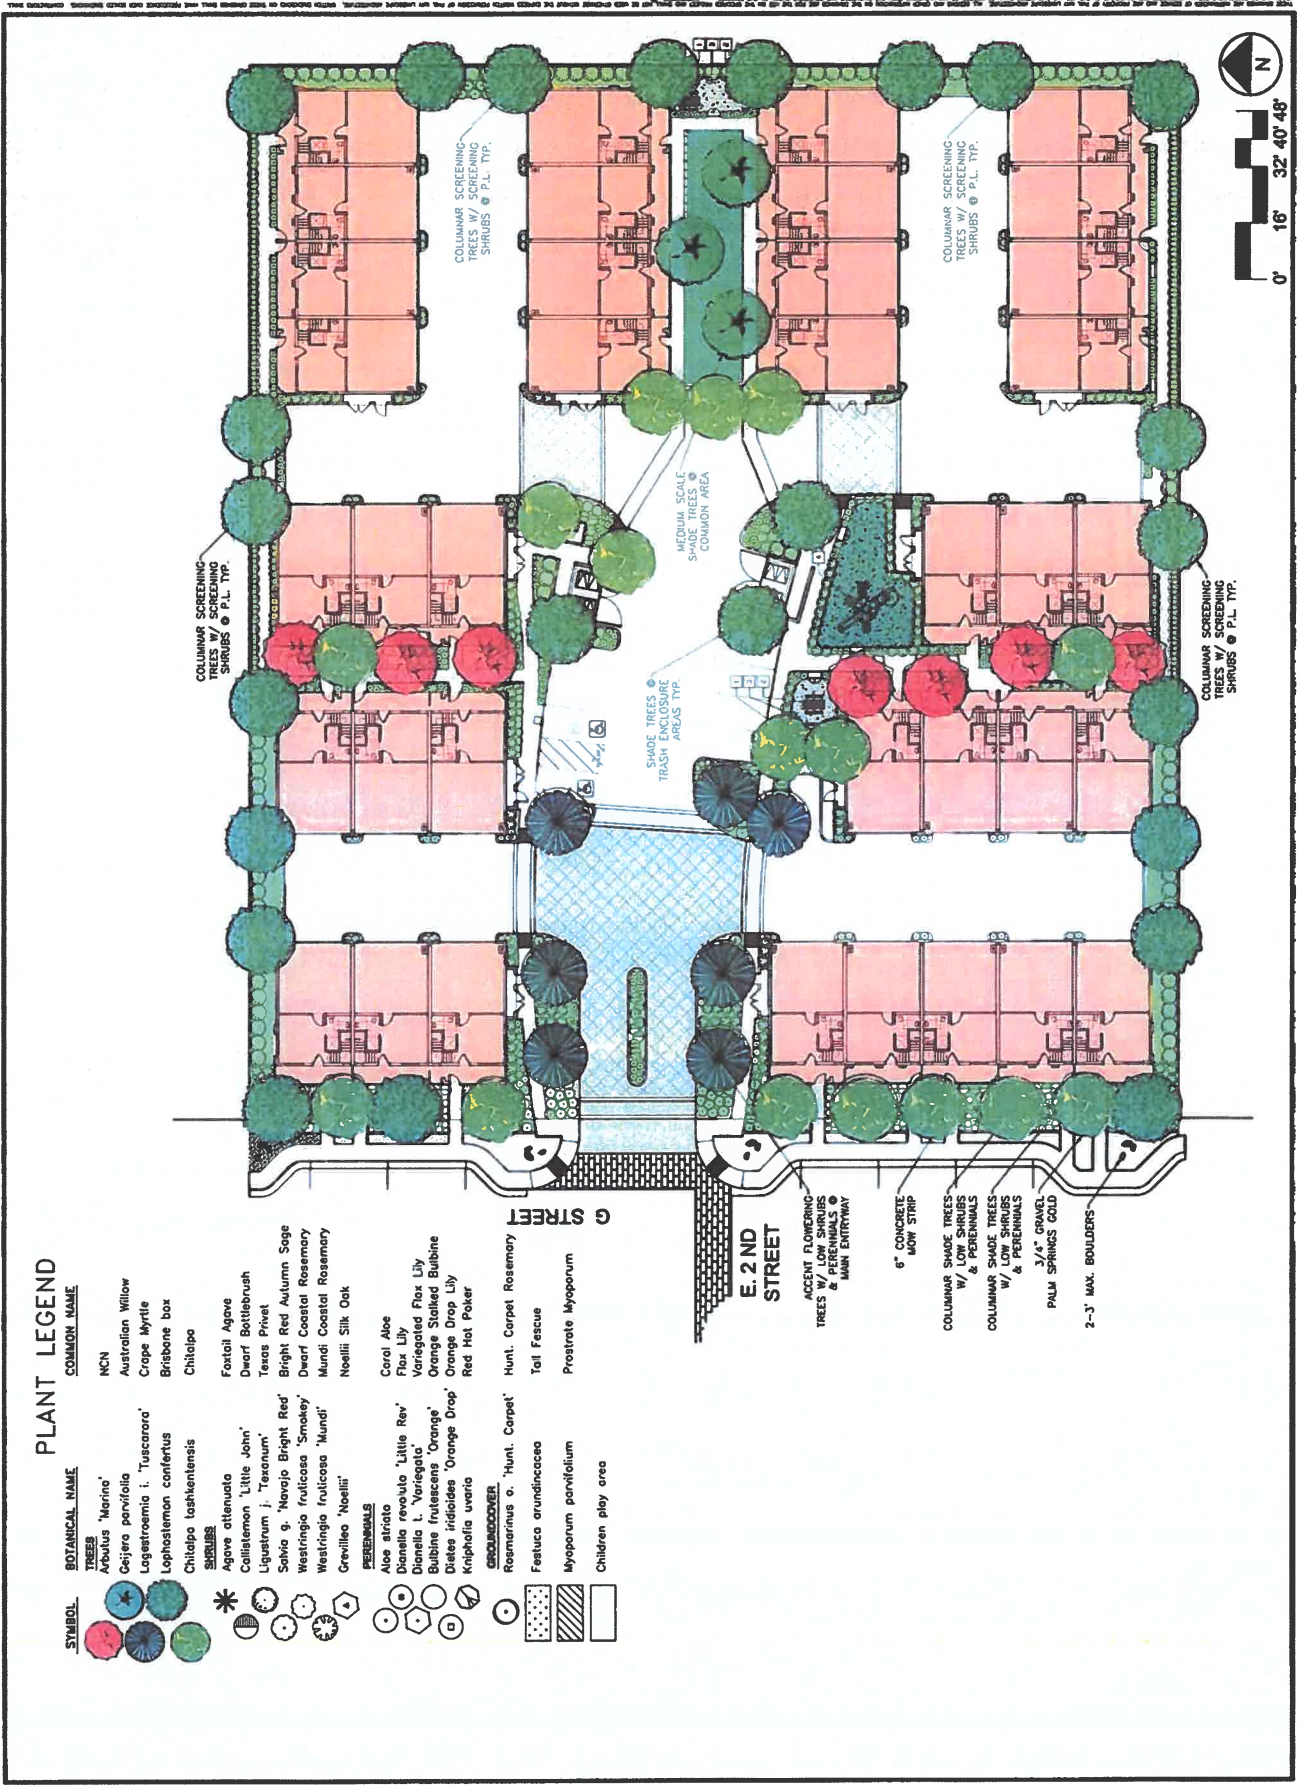 PLANT LEGEND
SYMBOL BOTANICAL NAME COMMON NAME
TREES
Arbutus 'Marina' NCN
Geijera parvifolia Australian Willow
Lagestroemia i. 'Tuscarora' Crape Myrtle
Lophostemon confertus Brisbane box
Chitalpa tashkentensis Chitalpa
SHRUBS
Agave attenuata Foxtail Agave
Callistemon 'Little John' Dwarf Bottlebrush
Ligustrum j. 'Texanum' Texas Privet
Salvia g. 'Navajo Bright Red' Bright Red Autumn Sage
Westringia fruticosa 'Smokey' Dwarf Coastal Rosemary
Westringia fruticosa 'Mundi' Mundi Coastal Rosemary
Grevillea 'Noellii' Noellii Silk Oak
PERENNIALS
Aloe striata Coral Aloe
Dianella revoluta 'Little Rev' Flax Lily
Dianella t. 'Variegata' Variegated Flax Lily
Bulbine frutescens 'Orange' Orange Stalked Bulbine
Dietes iridioides 'Orange Drop' Orange Drop Lily
Kniphofia uvaria Red Hot Poker
GROUNDCOVER
Rosmarinus o. 'Hunt. Carpet' Hunt. Carpet Rosemary
Festuca arundincacea Tall Fescue
Myoporum parvifolium Prostrate Myoporum
Children play area
COLUMNAR SCREENING
TREES W/ SCREENING
SHRUBS @ P.L. TYP.
COLUMNAR SCREENING
TREES W/ SCREENING
SHRUBS @ P.L. TYP.
COLUMNAR SCREENING
TREES W/ SCREENING
SHRUBS @ P.L. TYP.
COLUMNAR SCREENING
TREES W/ SCREENING
SHRUBS @ P.L. TYP.
MEDIUM SCALE
SHADE TREES @
COMMON AREA
SHADE TREES @
TRASH ENCLOSURE
AREAS TYP.
G STREET
E. 2ND
STREET
ACCENT FLOWERING
TREES W/ LOW SHRUBS
& PERENNIALS @
MAIN ENTRYWAY
6" CONCRETE
MOW STRIP
COLUMNAR SHADE TREES
W/ LOW SHRUBS
& PERENNIALS
COLUMNAR SHADE TREES
W/ LOW SHRUBS
& PERENNIALS
3/4" GRAVEL
PALM SPRINGS GOLD
2-3' MAX. BOULDERS
N
0' 16' 32' 40' 48'